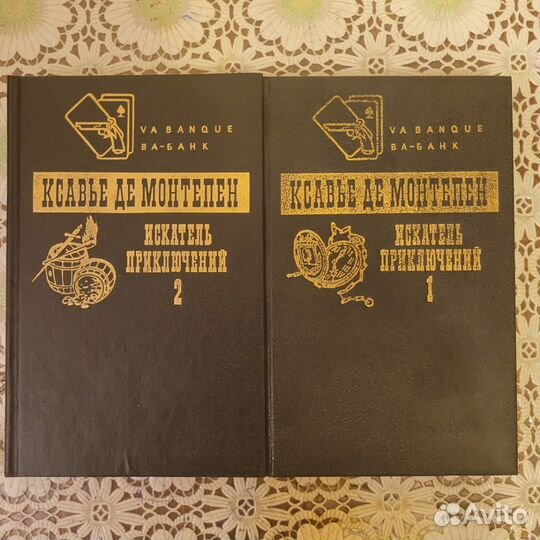 VA BANQUE
ВА-БАНК
КСАВЬЕ ДЕ МОНТЕПЕН
ИСКАТЕЛЬ
ПРИКЛЮЧЕНИЙ
2
VA BANQUE
ВА-БАНК
КСАВЬЕ ДЕ МОНТЕПЕН
ИСКАТЕЛЬ
ПРИКЛЮЧЕНИЙ
1
Avito